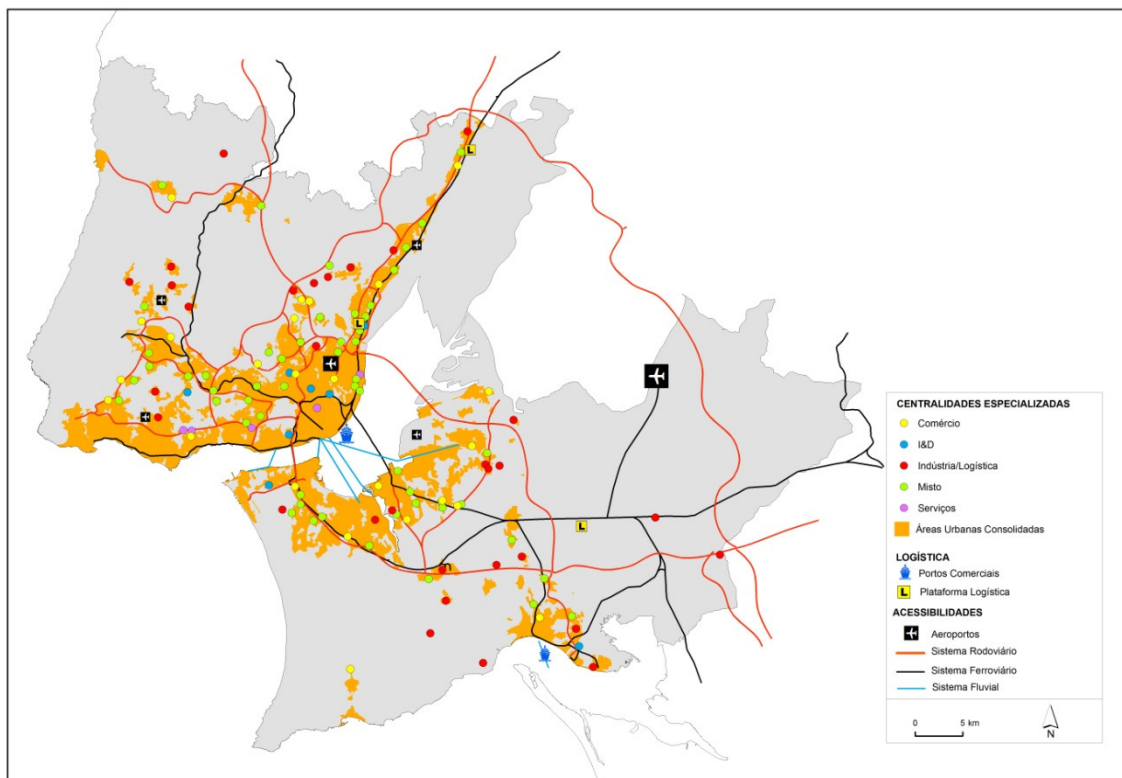 L
L
L
CENTRALIDADES ESPECIALIZADAS
Comércio
I&D
Indústria/Logística
Misto
Serviços
Áreas Urbanas Consolidadas
LOGÍSTICA
Portos Comerciais
L Plataforma Logística
ACESSIBILIDADES
Aeroportos
Sistema Rodoviário
Sistema Ferroviário
Sistema Fluvial
0 5 km
N